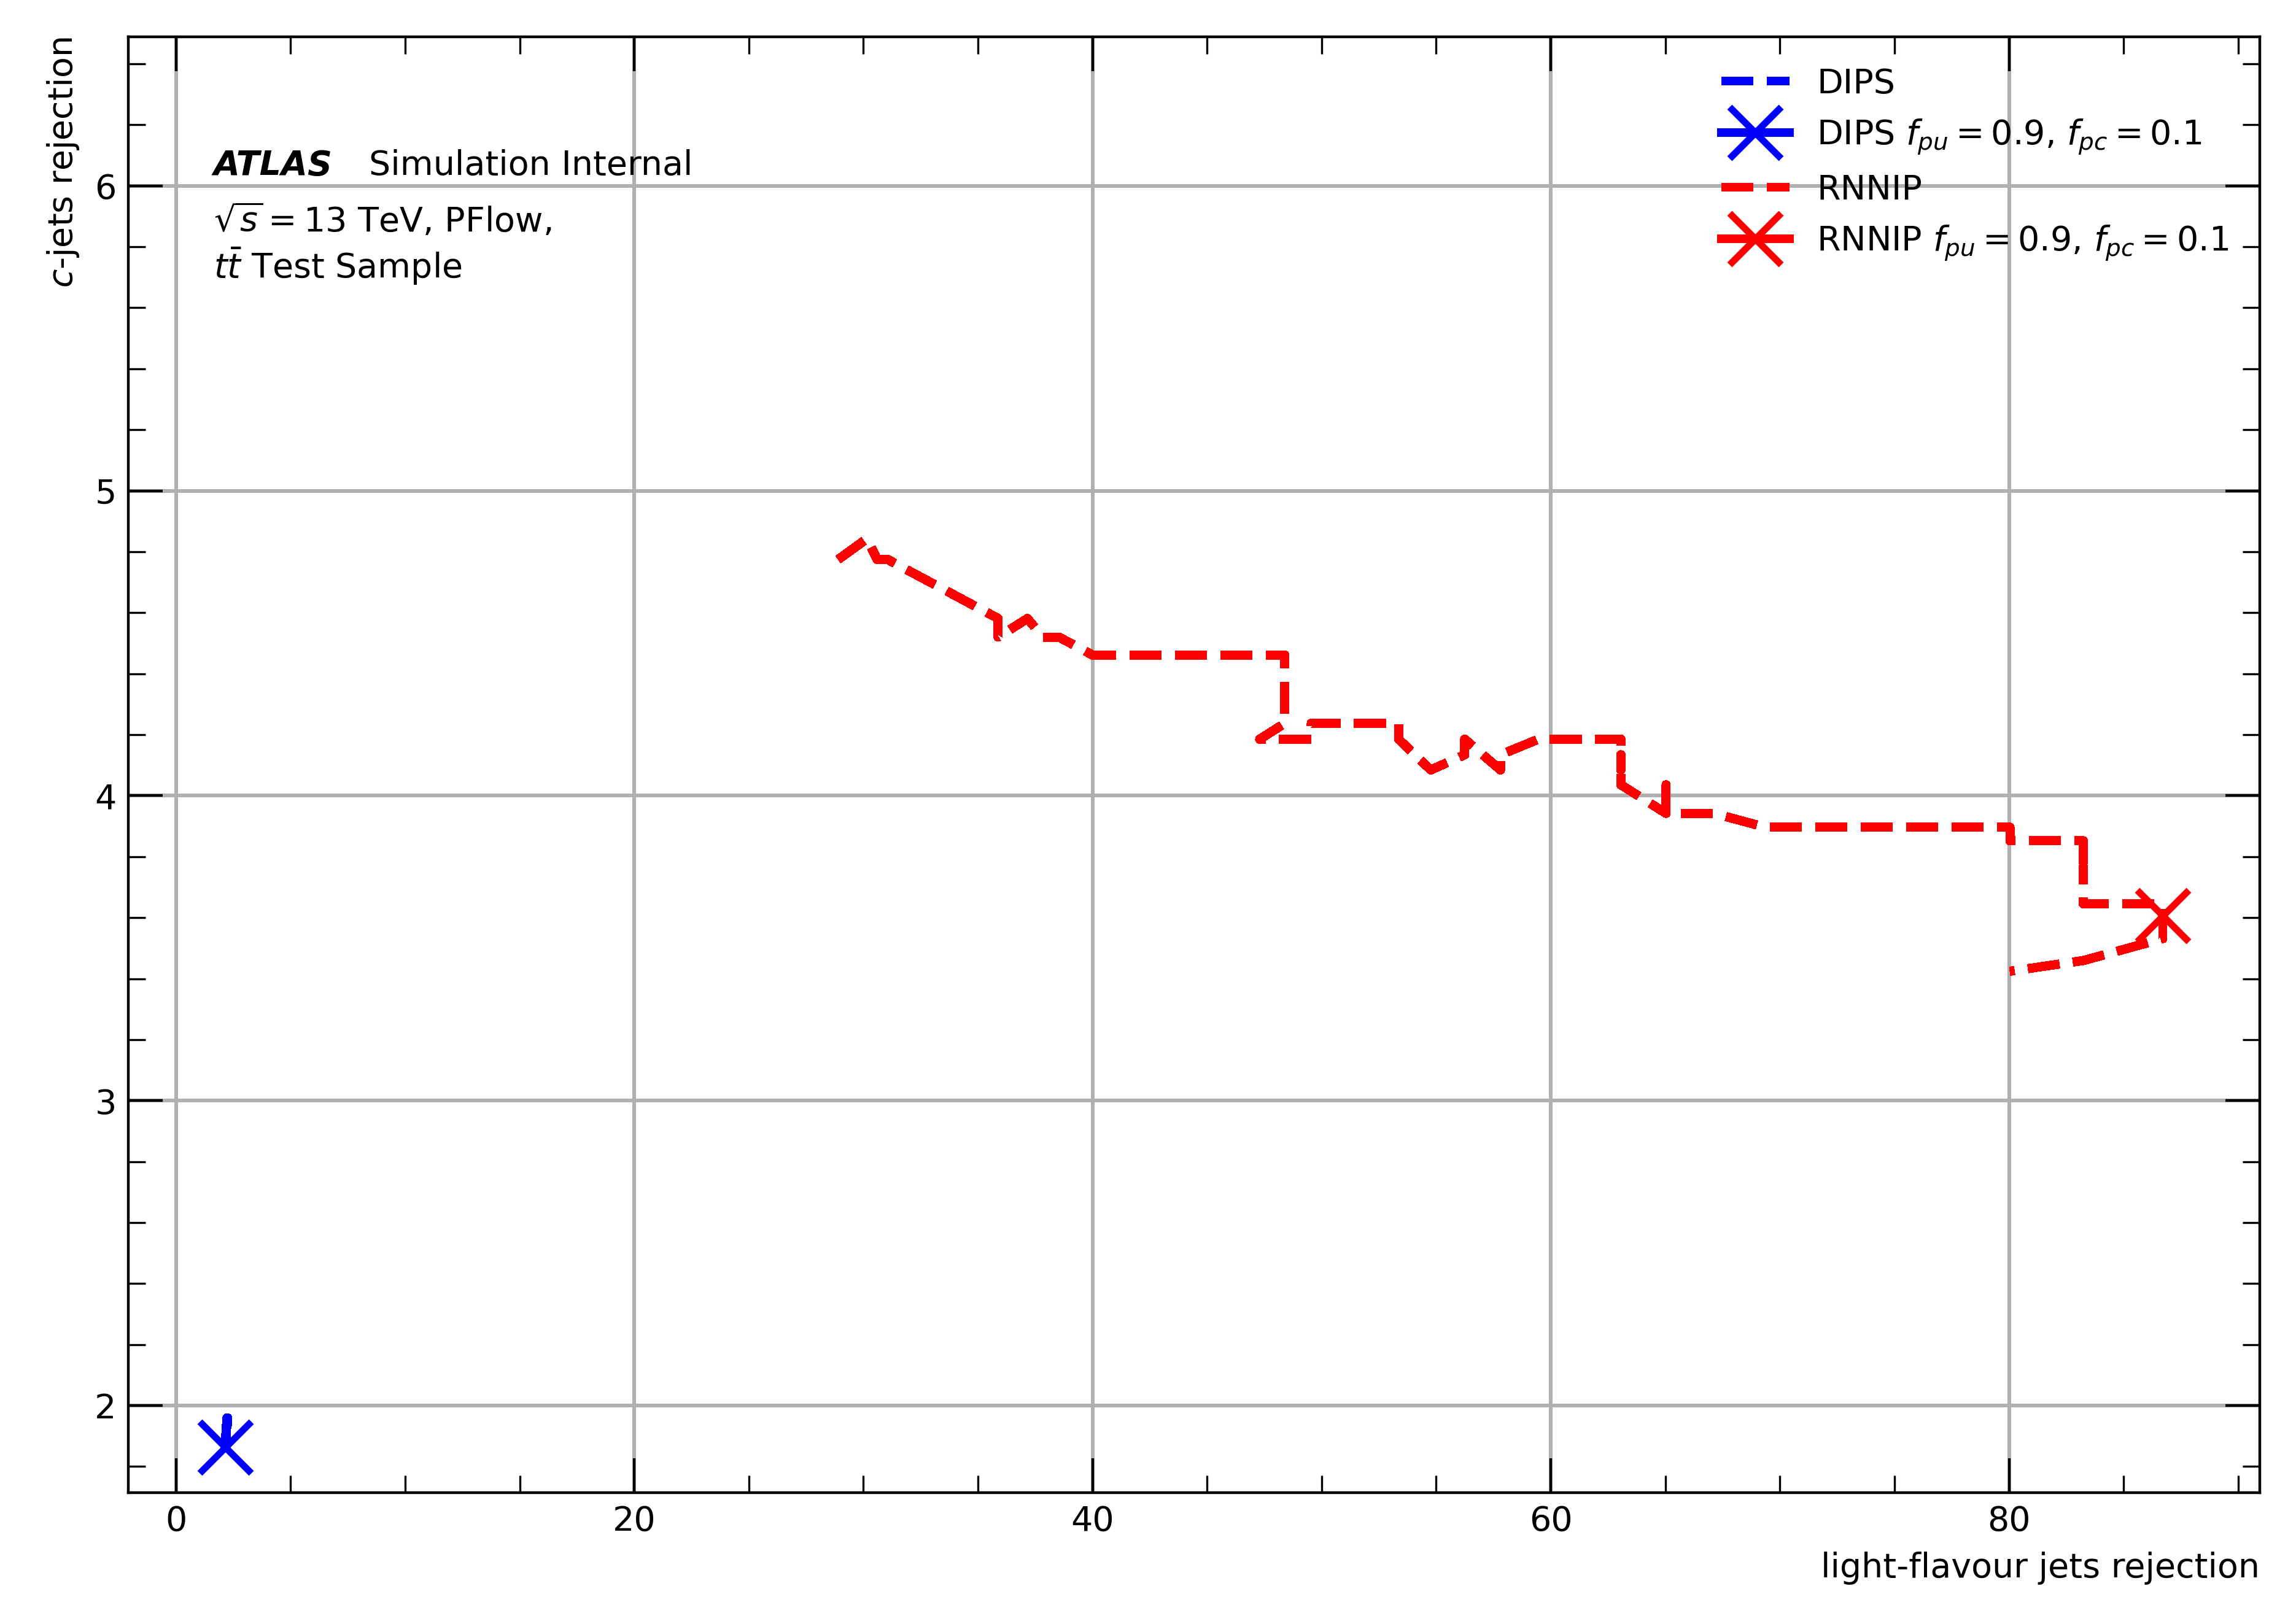 c-jets rejection
ATLAS Simulation Internal
√s = 13 TeV, PFlow,
tt̄ Test Sample
DIPS
DIPS f_pu = 0.9, f_pc = 0.1
RNNIP
RNNIP f_pu = 0.9, f_pc = 0.1
6
5
4
3
2
0 20 40 60 80
light-flavour jets rejection